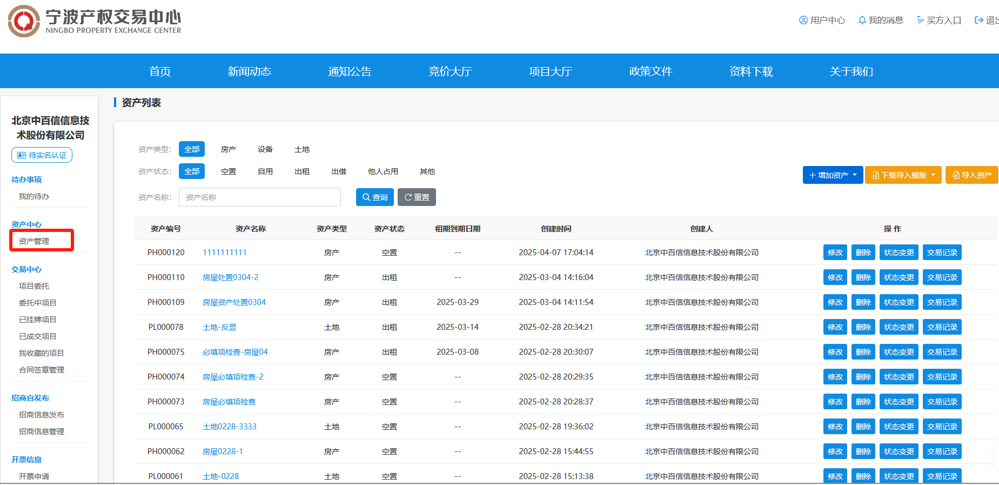 宁波产权交易中心
NINGBO PROPERTY EXCHANGE CENTER
用户中心 我的消息 买方入口 退出
首页 新闻动态 通知公告 竞价大厅 项目大厅 政策文件 资料下载 关于我们
北京中百信信息技
术股份有限公司
待实名认证
待办事项
我的待办
资产中心
资产管理
交易中心
项目委托
委托中项目
已挂牌项目
已成交项目
我收藏的项目
合同签章管理
招商自发布
招商信息发布
招商信息管理
开票信息
开票申请
资产列表
资产类型: 全部 房产 设备 土地
资产状态: 全部 空置 自用 出租 出借 他人占用 其他
增加资产 下载导入模版 导入资产
资产名称: 资产名称 查询 重置
资产编号 资产名称 资产类型 资产状态 租期到期日期 创建时间 创建人 操 作
PH000120 1111111111 房产 空置 -- 2025-04-07 17:04:14 北京中百信信息技术股份有限公司 修改 删除 状态变更 交易记录
PH000110 房屋处置0304-2 房产 出租 -- 2025-03-04 14:16:04 北京中百信信息技术股份有限公司 修改 删除 状态变更 交易记录
PH000109 房屋资产处置0304 房产 出租 2025-03-29 2025-03-04 14:11:54 北京中百信信息技术股份有限公司 修改 删除 状态变更 交易记录
PL000078 土地-反显 土地 出租 2025-03-14 2025-02-28 20:34:21 北京中百信信息技术股份有限公司 修改 删除 状态变更 交易记录
PH000075 必填项检查-房屋04 房产 出租 2025-03-08 2025-02-28 20:30:07 北京中百信信息技术股份有限公司 修改 删除 状态变更 交易记录
PH000074 房屋必填项检查-2 房产 空置 -- 2025-02-28 20:29:35 北京中百信信息技术股份有限公司 修改 删除 状态变更 交易记录
PH000073 房屋必填项检查 房产 空置 -- 2025-02-28 20:28:37 北京中百信信息技术股份有限公司 修改 删除 状态变更 交易记录
PL000065 土地0228-3333 土地 空置 -- 2025-02-28 19:36:02 北京中百信信息技术股份有限公司 修改 删除 状态变更 交易记录
PH000062 房屋0228-1 房产 空置 -- 2025-02-28 15:44:55 北京中百信信息技术股份有限公司 修改 删除 状态变更 交易记录
PL000061 土地-0228 土地 空置 -- 2025-02-28 15:13:38 北京中百信信息技术股份有限公司 修改 删除 状态变更 交易记录